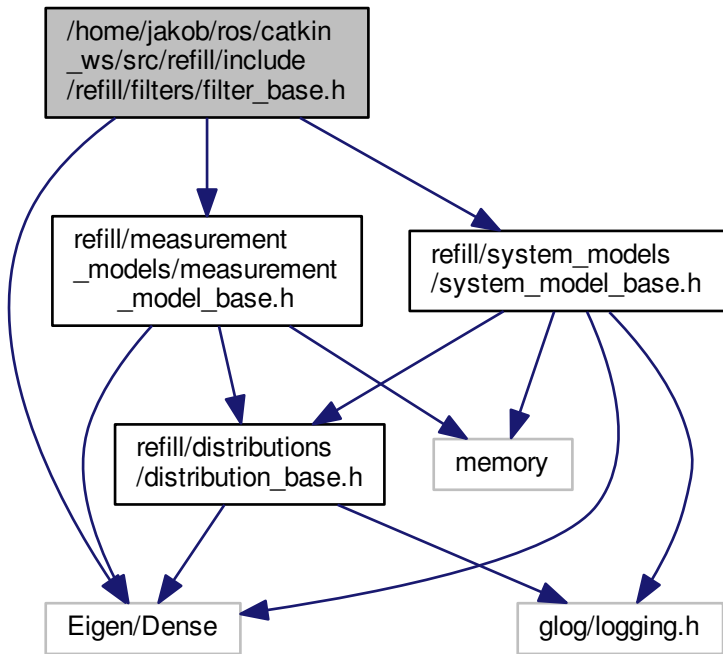 /home/jakob/ros/catkin
_ws/src/refill/include
/refill/filters/filter_base.h
refill/measurement
_models/measurement
_model_base.h
refill/system_models
/system_model_base.h
refill/distributions
/distribution_base.h
memory
Eigen/Dense
glog/logging.h